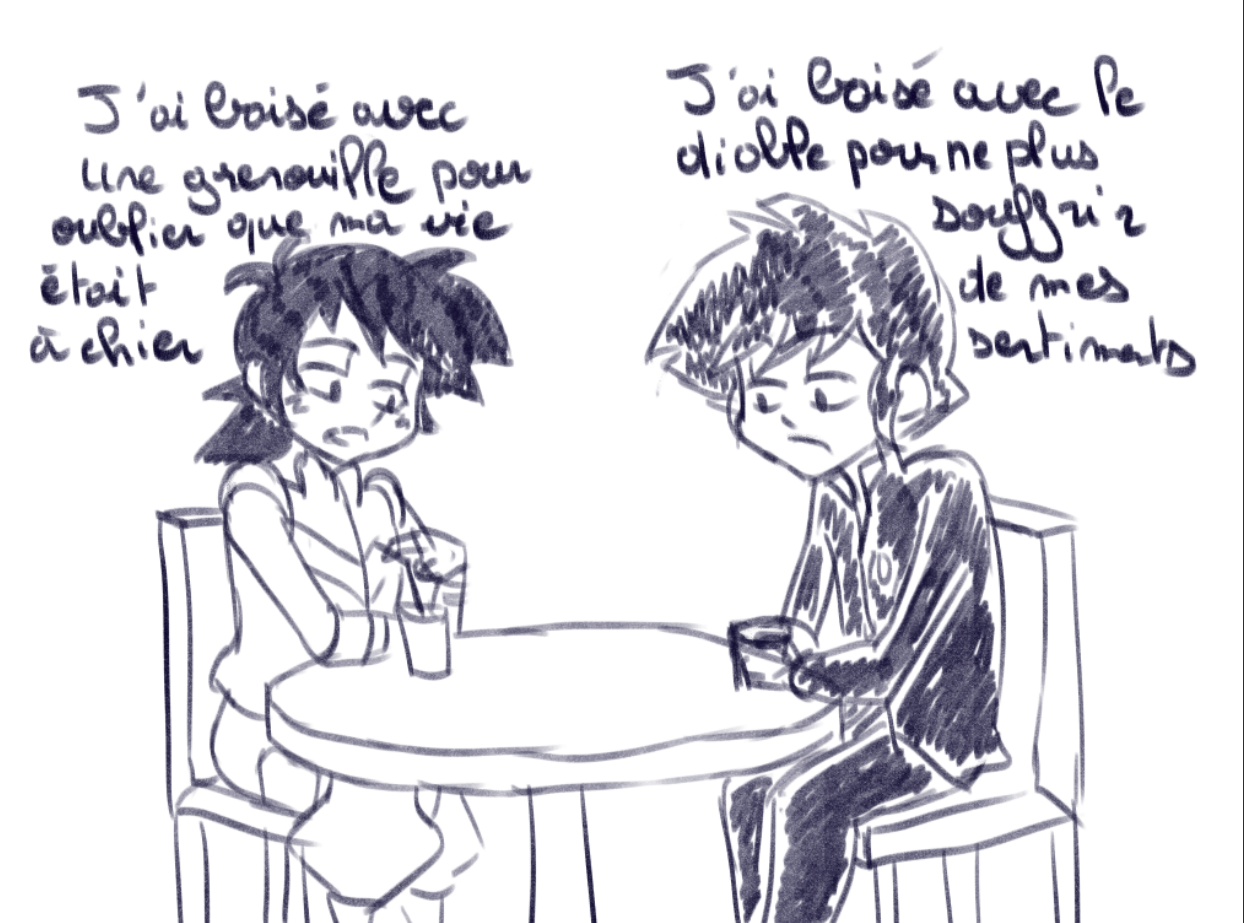 J'ai baisé avec
une grenouille pour
oublier que ma vie
était
à chier
J'ai baisé avec le
diable pour ne plus
souffrir
de mes
sentiments